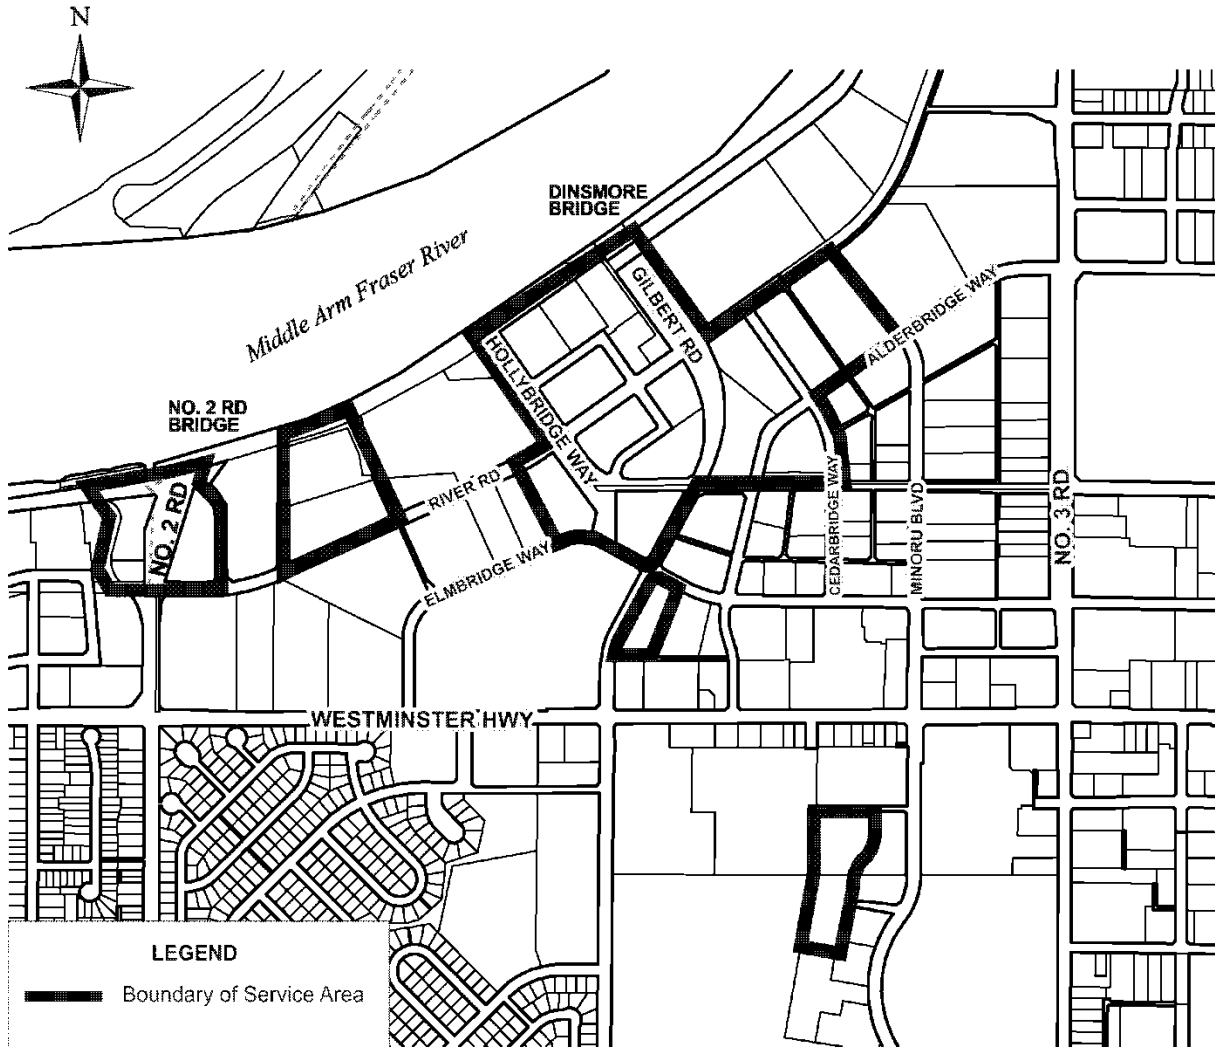 N
DINSMORE
BRIDGE
Middle Arm Fraser River
GILBERT RD
ALDERBRIDGE WAY
HOLLYBRIDGE WAY
NO. 2 RD
BRIDGE
RIVER RD
NO. 2 RD
CEDARBRIDGE WAY
MINORU BLVD
NO. 3 RD
ELMBRIDGE WAY
WESTMINSTER HWY
LEGEND
Boundary of Service Area